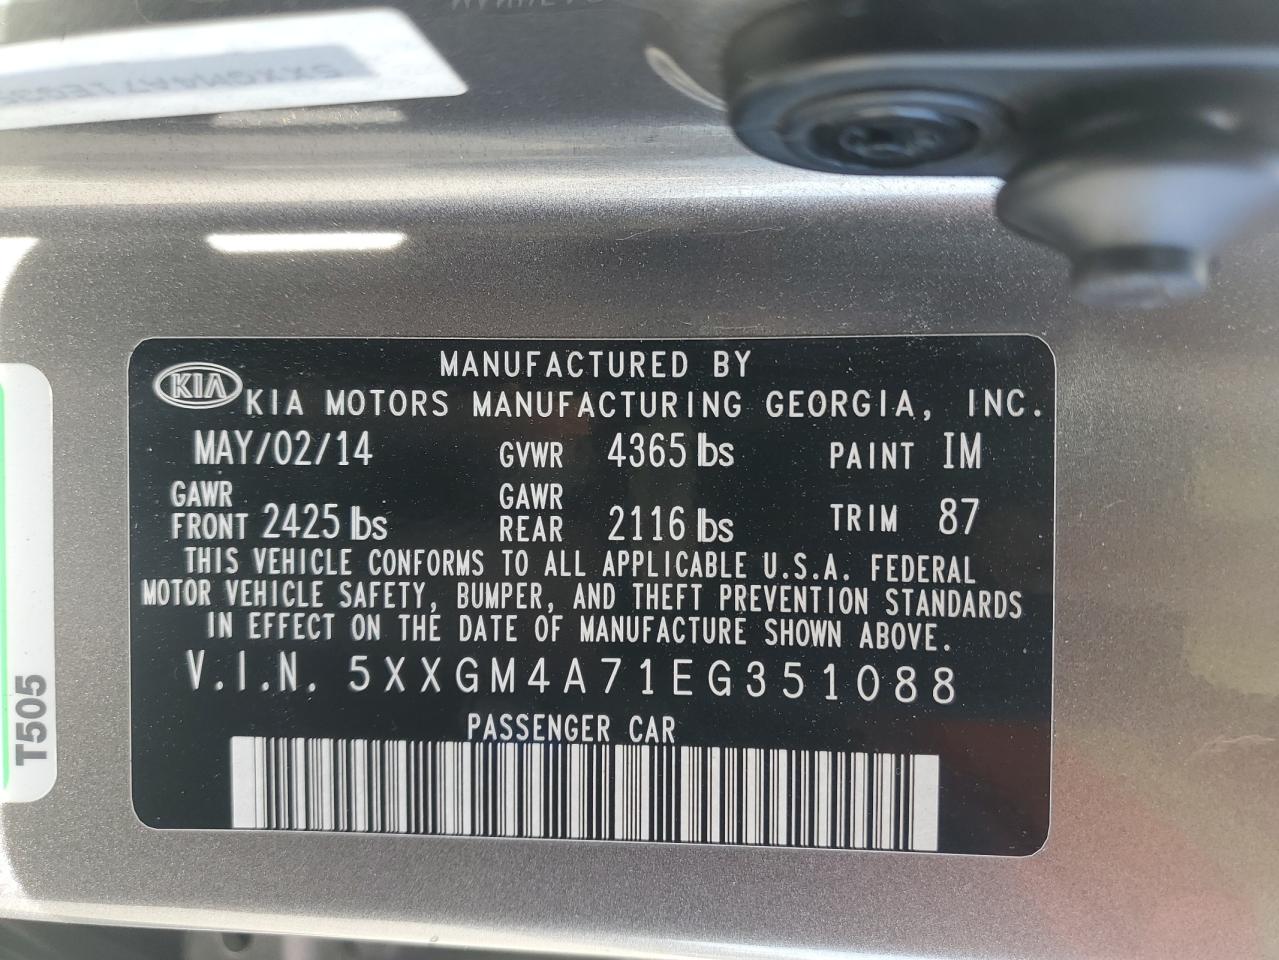 KIA
MANUFACTURED BY
KIA MOTORS MANUFACTURING GEORGIA, INC.
MAY/02/14 GVWR 4365 lbs PAINT IM
GAWR FRONT 2425 lbs GAWR REAR 2116 lbs TRIM 87
THIS VEHICLE CONFORMS TO ALL APPLICABLE U.S.A. FEDERAL
MOTOR VEHICLE SAFETY, BUMPER, AND THEFT PREVENTION STANDARDS
IN EFFECT ON THE DATE OF MANUFACTURE SHOWN ABOVE.
V.I.N. 5XXGM4A71EG351088
PASSENGER CAR
T505